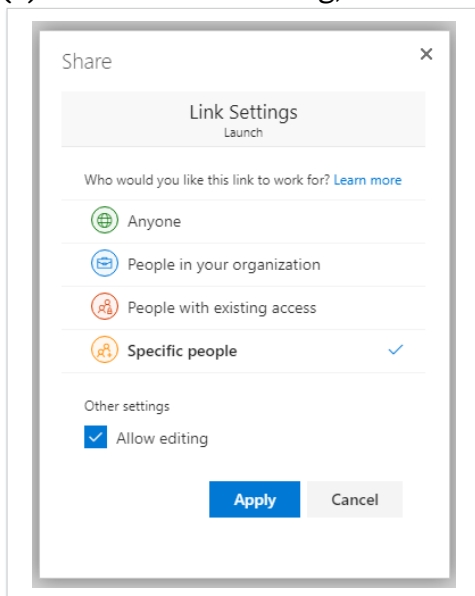 Share
Link Settings
Launch
Who would you like this link to work for? Learn more
Anyone
People in your organization
People with existing access
Specific people
Other settings
Allow editing
Apply Cancel